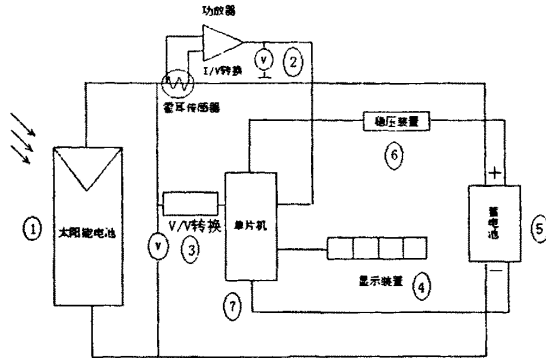 功放器
V
②
I/V转换
霍耳传感器
稳压装置
⑥
+
①
太阳能电池
V/V转换
单片机
蓄电池
⑤
V
③
显示装置
④
—
⑦